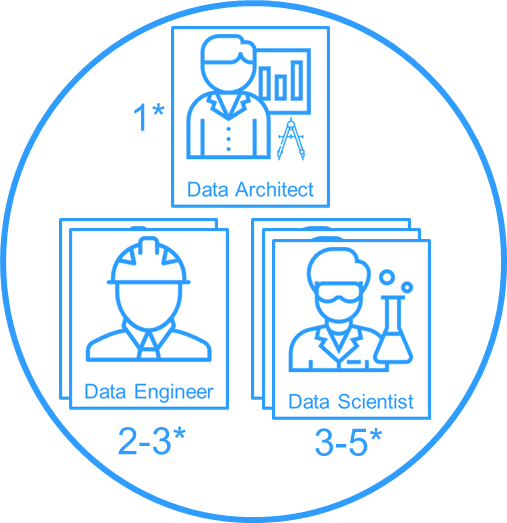 1*
Data Architect
Data Engineer
Data Scientist
2-3*
3-5*